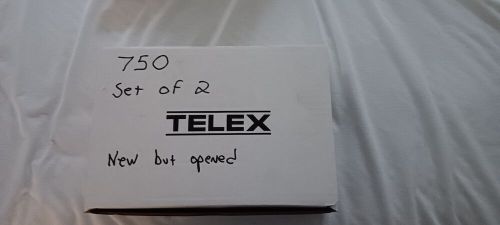 750
Set of 2
TELEX
New but opened